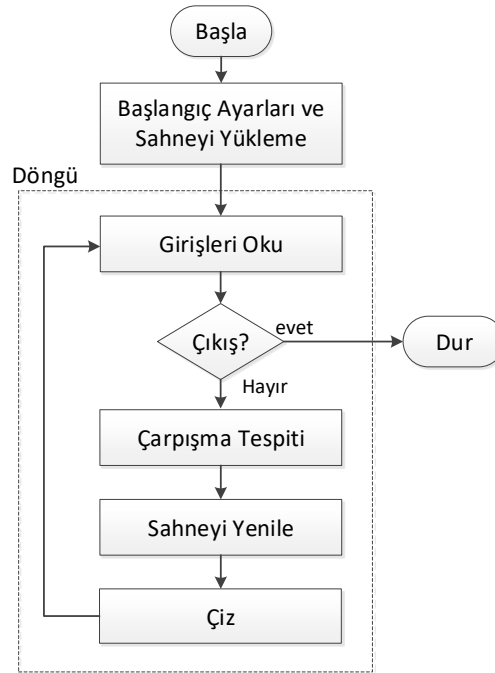 Başla
Başlangıç Ayarları ve
Sahneyi Yükleme
Döngü
Girişleri Oku
Çıkış?
evet
Dur
Hayır
Çarpışma Tespiti
Sahneyi Yenile
Çiz